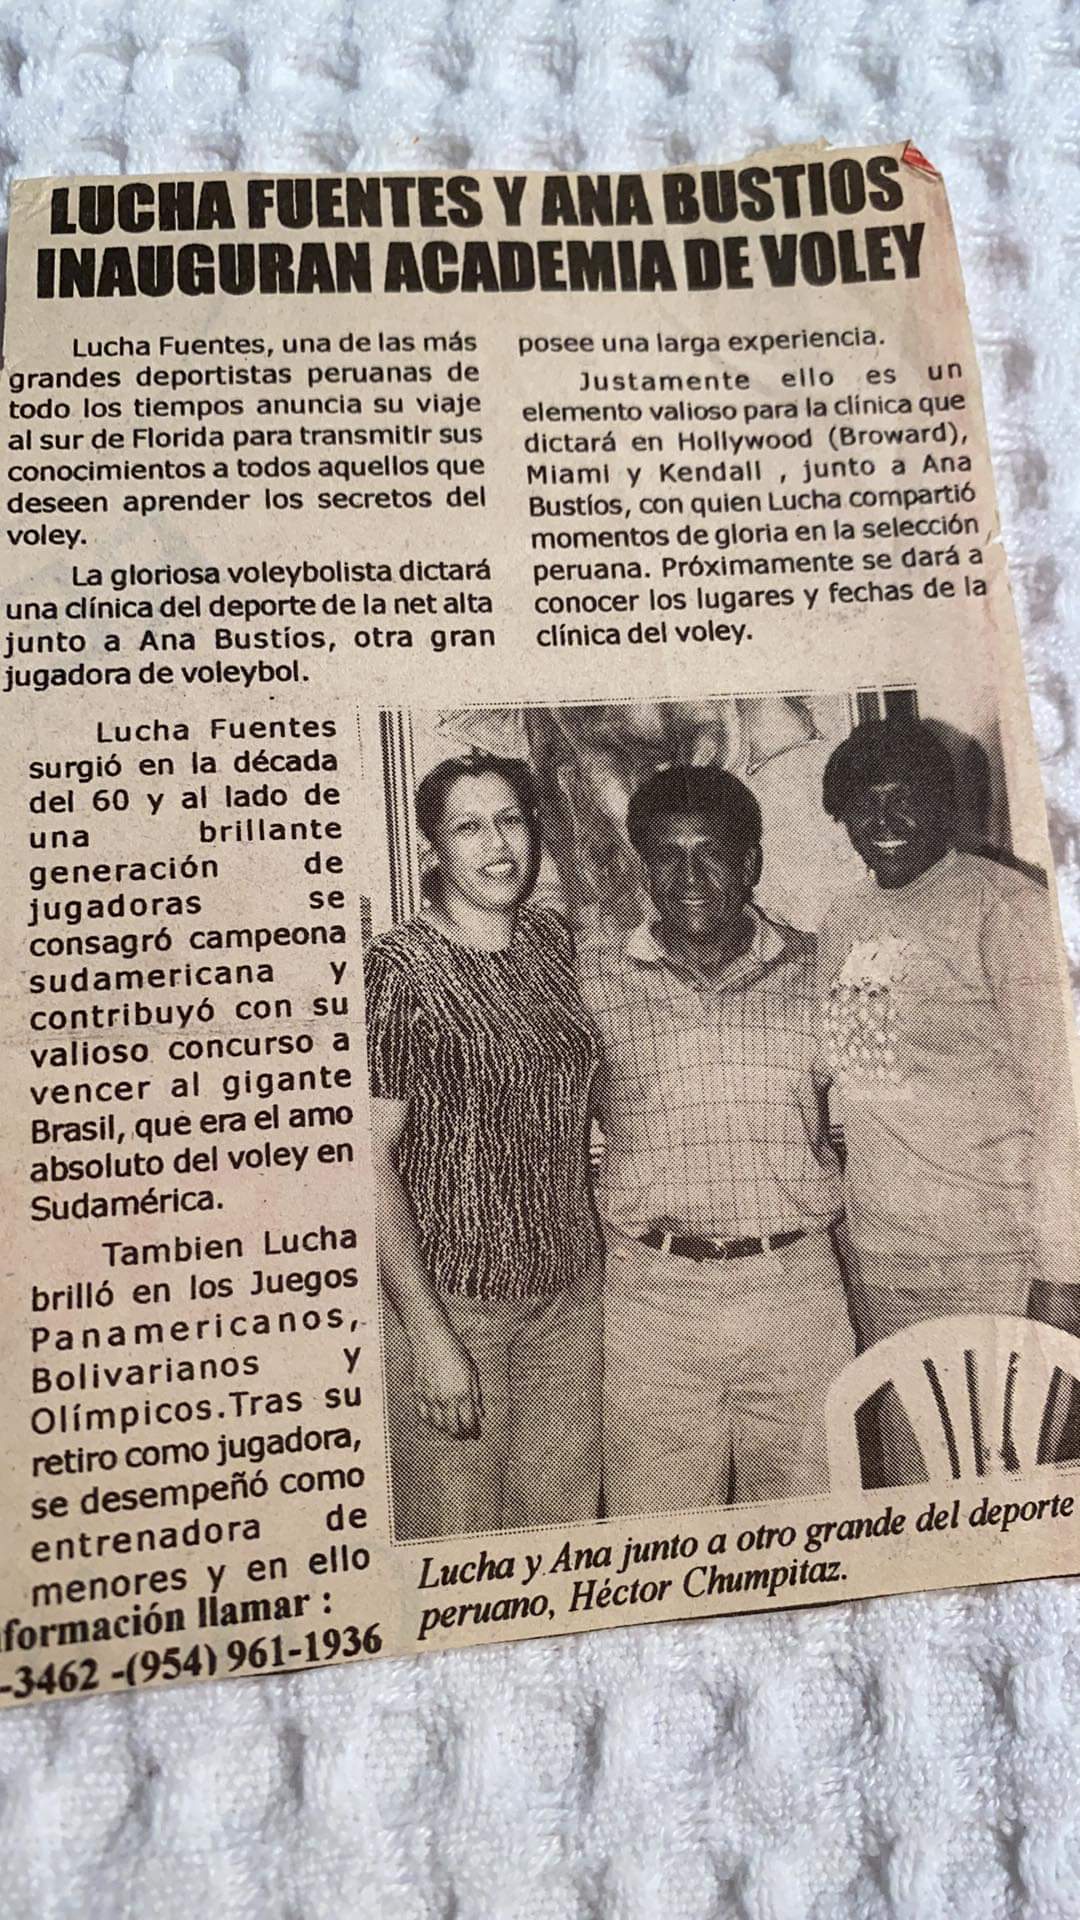 LUCHA FUENTES Y ANA BUSTIOS
INAUGURAN ACADEMIA DE VOLEY
Lucha Fuentes, una de las más
grandes deportistas peruanas de
todo los tiempos anuncia su viaje
al sur de Florida para transmitir sus
conocimientos a todos aquellos que
deseen aprender los secretos del
voley.
La gloriosa voleybolista dictará
una clínica del deporte de la net alta
junto a Ana Bustíos, otra gran
jugadora de voleybol.
Lucha Fuentes
surgió en la década
del 60 y al lado de
una brillante
generación de
jugadoras se
consagró campeona
sudamericana y
contribuyó con su
valioso concurso a
vencer al gigante
Brasil, que era el amo
absoluto del voley en
Sudamérica.
Tambien Lucha
brilló en los Juegos
Panamericanos,
Bolivarianos y
Olímpicos.Tras su
retiro como jugadora,
se desempeñó como
entrenadora de
menores y en ello
posee una larga experiencia.
Justamente ello es un
elemento valioso para la clínica que
dictará en Hollywood (Broward),
Miami y Kendall , junto a Ana
Bustíos, con quien Lucha compartió
momentos de gloria en la selección
peruana. Próximamente se dará a
conocer los lugares y fechas de la
clínica del voley.
Lucha y Ana junto a otro grande del deporte
peruano, Héctor Chumpitaz.
formación llamar :
-3462 -(954) 961-1936